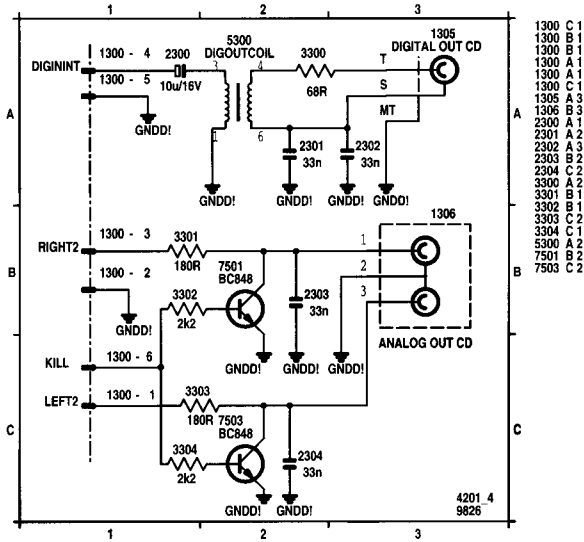 1 2 3
1305
DIGITAL OUT CD
5300
DIGOUTCOIL
1300 - 4 2300 3 4 3300 T
DIGININT
1300 - 5
10u/16V
68R
S
A A
GNDD!
MT
1 6
2301 2302
33n 33n
GNDD! GNDD! GNDD! GNDD!
1306
1300 - 3 3301 1
RIGHT2
180R 7501
BC848
1300 - 2 2
B B
3302 2303 3
2k2 33n
GNDD!
ANALOG OUT CD
1300 - 6
KILL
GNDD! GNDD! GNDD!
1300 - 1 3303
LEFT2
180R 7503
BC848
C C
3304 2304
2k2 33n
4201_4
9826
GNDD! GNDD!
1 2 3
1300 C 1
1300 B 1
1300 B 1
1300 A 1
1300 A 1
1300 C 1
1305 A 3
1306 B 3
2300 A 1
2301 A 2
2302 A 3
2303 B 2
2304 C 2
3300 A 2
3301 B 1
3302 B 1
3303 C 2
3304 C 1
5300 A 2
7501 B 2
7503 C 2